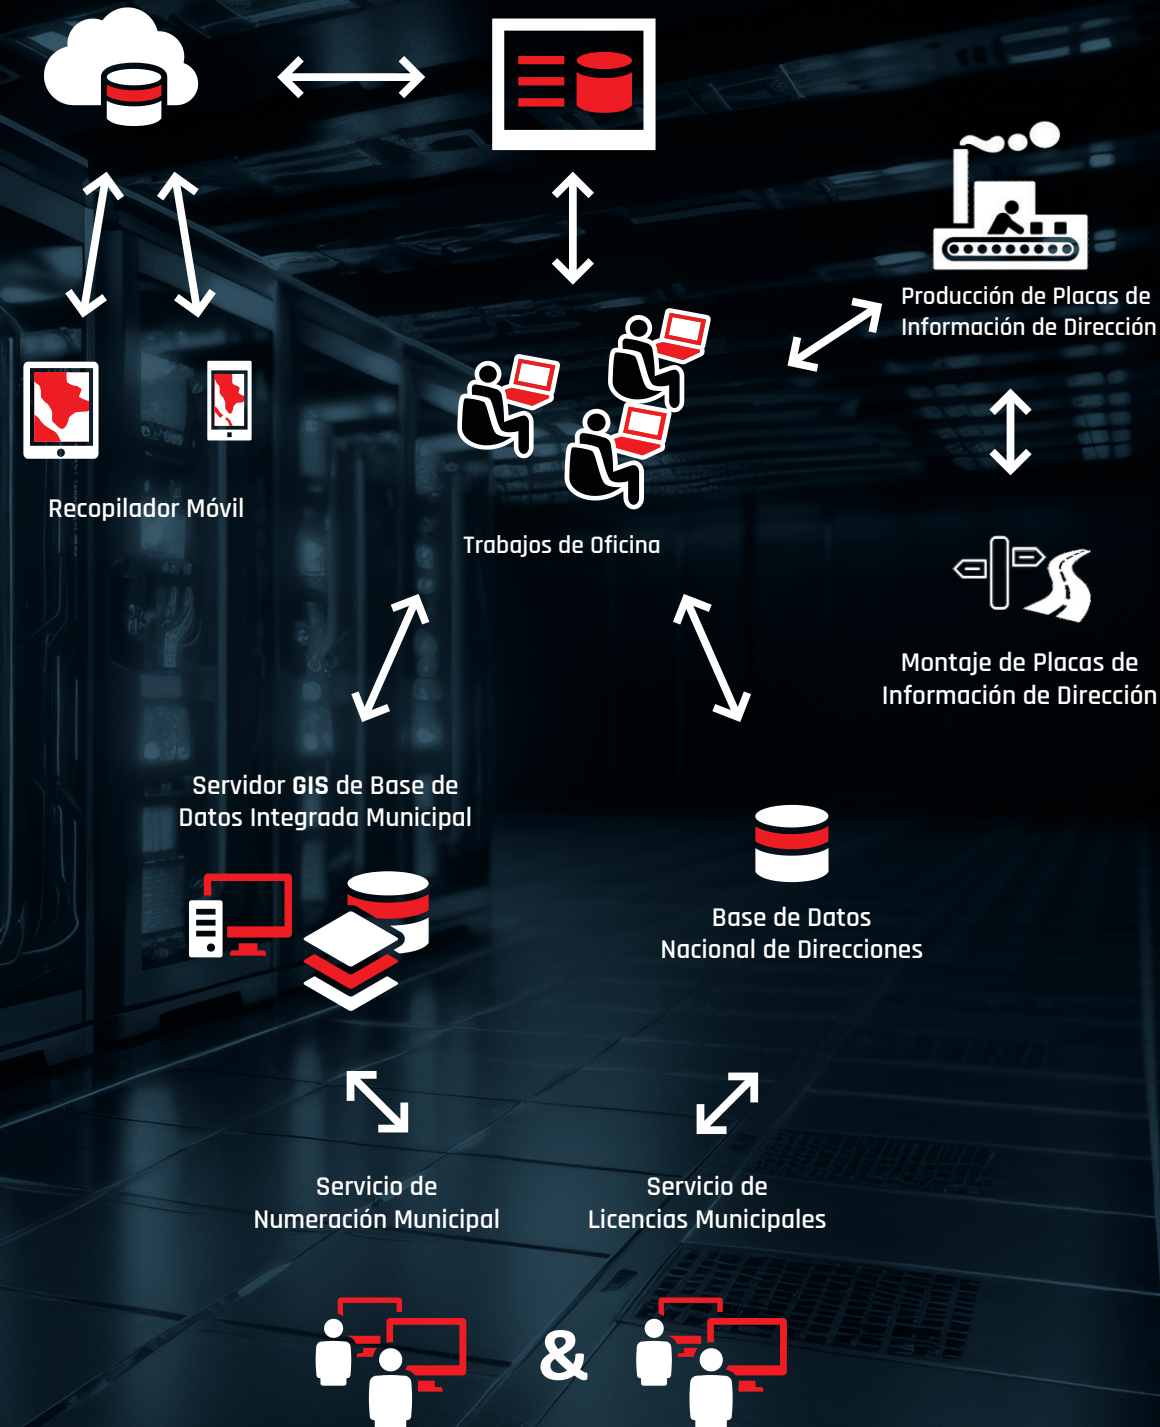 Producción de Placas de
Información de Dirección
Recopilador Móvil
Trabajos de Oficina
Montaje de Placas de
Información de Dirección
Servidor GIS de Base de
Datos Integrada Municipal
Base de Datos
Nacional de Direcciones
Servicio de
Numeración Municipal
Servicio de
Licencias Municipales
&